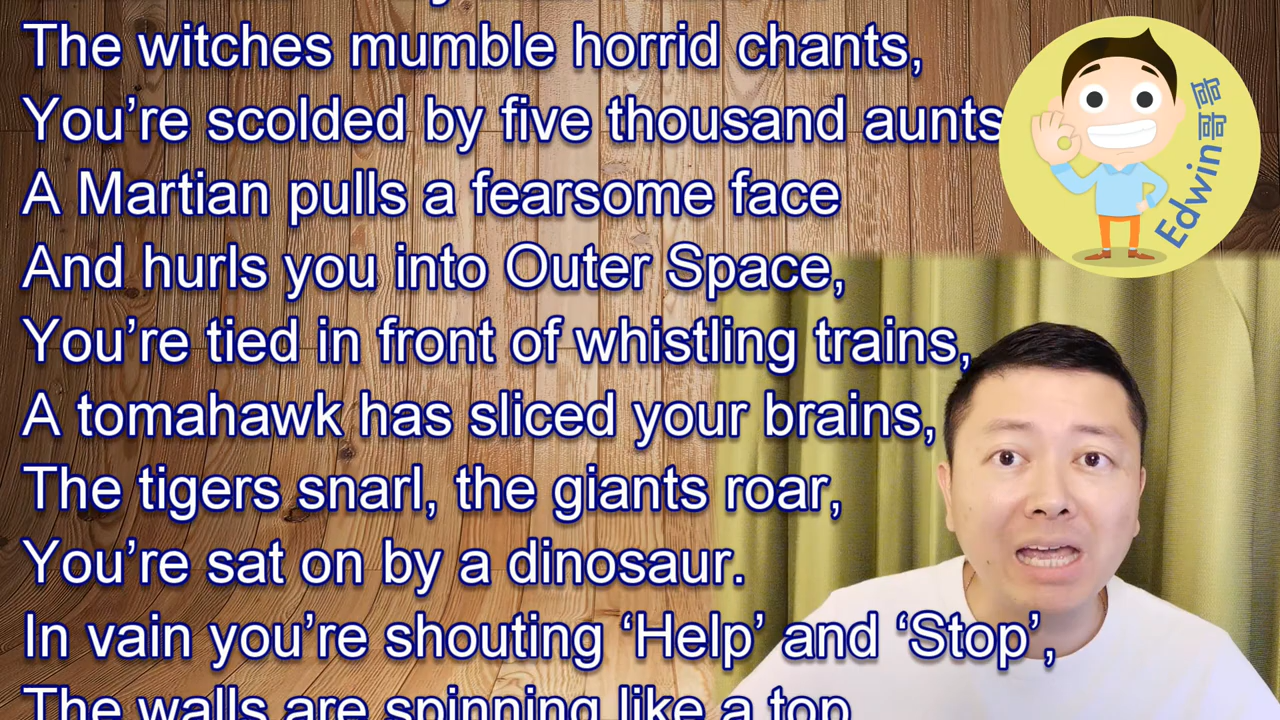 The witches mumble horrid chants,
You’re scolded by five thousand aunts
A Martian pulls a fearsome face
And hurls you into Outer Space,
You’re tied in front of whistling trains,
A tomahawk has sliced your brains,
The tigers snarl, the giants roar,
You’re sat on by a dinosaur.
In vain you’re shouting ‘Help’ and ‘Stop’,
The walls are spinning like a top
Edwin哥哥